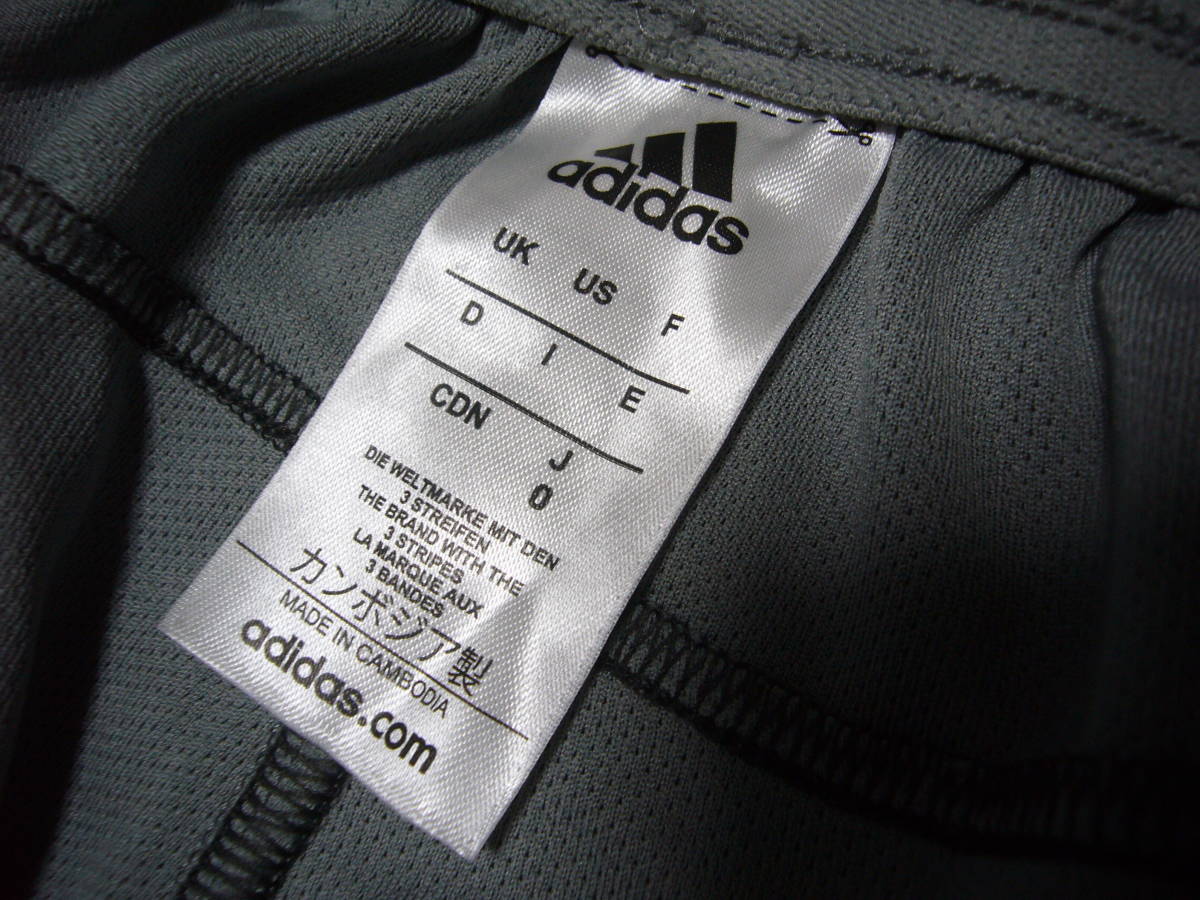 adidas
UK US F
D I E
CDN J
O
DIE WELTMARKE MIT DEN
3 STREIFEN
THE BRAND WITH THE
3 STRIPES
LA MARQUE AUX
3 BANDES
カンボジア製
MADE IN CAMBODIA
adidas.com